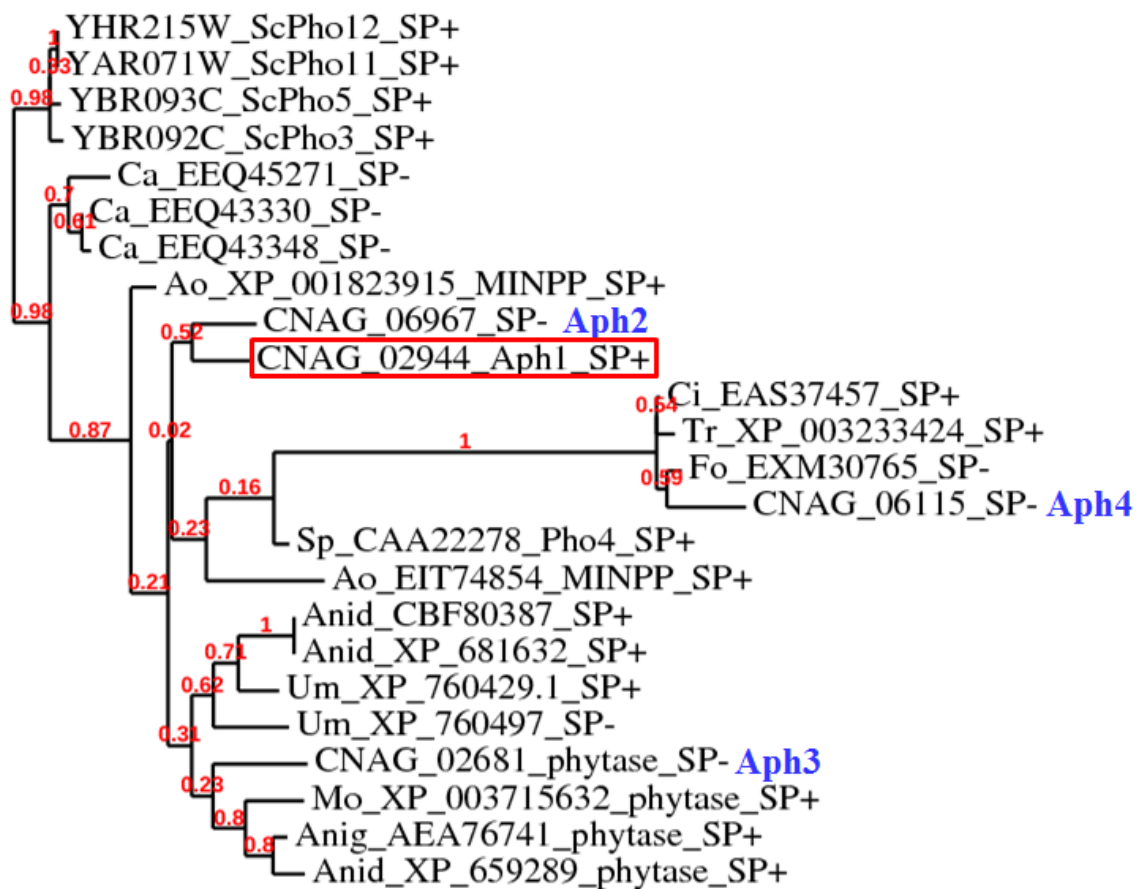 YHR215W_ScPho12_SP+
1
YAR071W_ScPho11_SP+
0.93
0.98
YBR093C_ScPho5_SP+
YBR092C_ScPho3_SP+
Ca_EEQ45271_SP-
0.7
Ca_EEQ43330_SP-
0.61
Ca_EEQ43348_SP-
Ao_XP_001823915_MINPP_SP+
0.98
CNAG_06967_SP- Aph2
0.52
CNAG_02944_Aph1_SP+
Ci_EAS37457_SP+
0.54
0.87
0.02
Tr_XP_003233424_SP+
1
Fo_EXM30765_SP-
0.59
0.16
CNAG_06115_SP- Aph4
0.23
Sp_CAA22278_Pho4_SP+
0.21
Ao_EIT74854_MINPP_SP+
Anid_CBF80387_SP+
1
Anid_XP_681632_SP+
0.71
Um_XP_760429.1_SP+
0.62
Um_XP_760497_SP-
0.31
CNAG_02681_phytase_SP- Aph3
0.23
Mo_XP_003715632_phytase_SP+
0.8
Anig_AEA76741_phytase_SP+
0.8
Anid_XP_659289_phytase_SP+